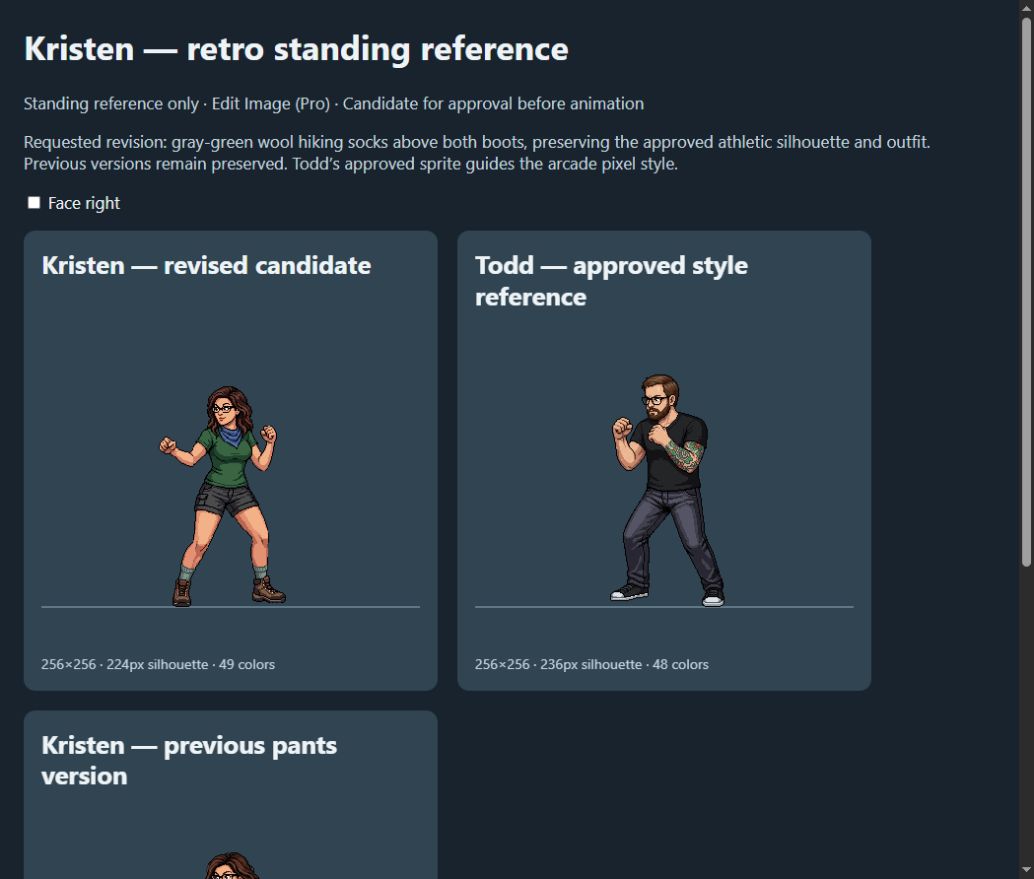 Kristen — retro standing reference
Standing reference only · Edit Image (Pro) · Candidate for approval before animation
Requested revision: gray-green wool hiking socks above both boots, preserving the approved athletic silhouette and outfit.
Previous versions remain preserved. Todd’s approved sprite guides the arcade pixel style.
Face right
Kristen — revised candidate
256×256 · 224px silhouette · 49 colors
Todd — approved style
reference
256×256 · 236px silhouette · 48 colors
Kristen — previous pants
version